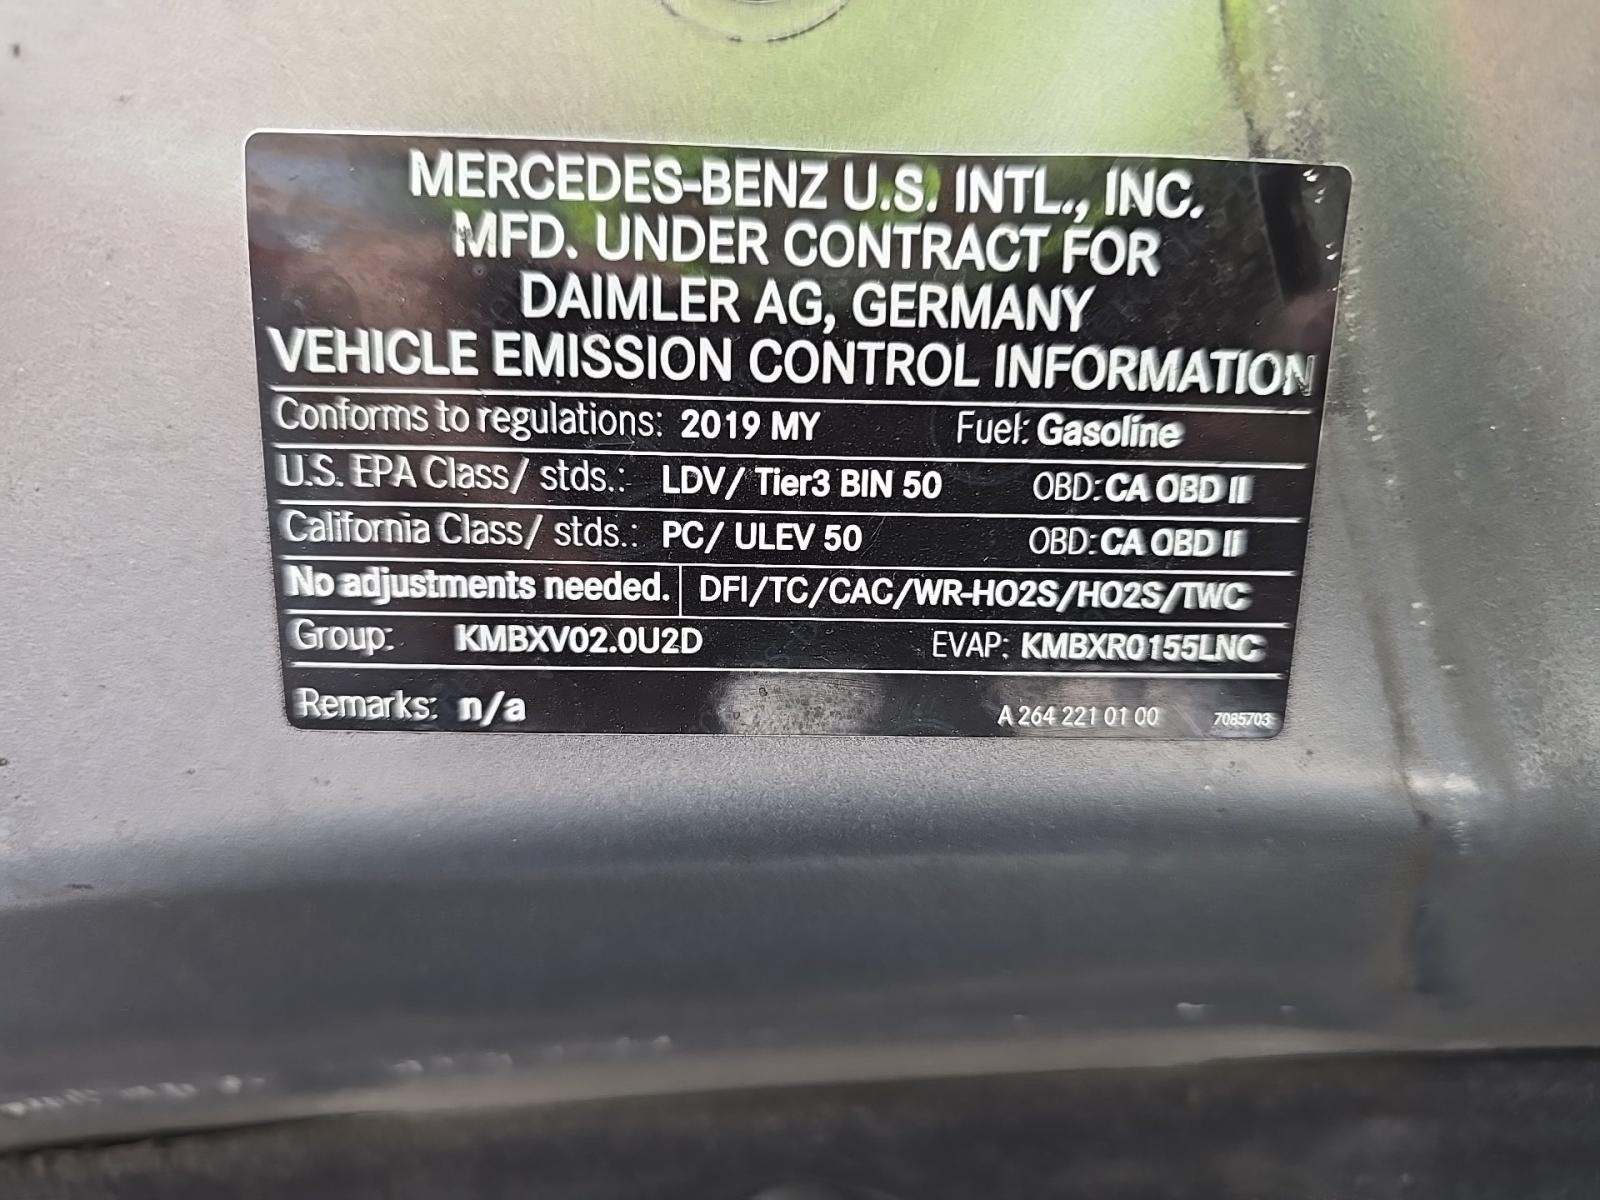 MERCEDES-BENZ U.S. INTL., INC.
MFD. UNDER CONTRACT FOR
DAIMLER AG, GERMANY
VEHICLE EMISSION CONTROL INFORMATION
Conforms to regulations: 2019 MY Fuel: Gasoline
U.S. EPA Class/ stds.: LDV/ Tier3 BIN 50 OBD: CA OBD II
California Class/ stds.: PC/ ULEV 50 OBD: CA OBD II
No adjustments needed. DFI/TC/CAC/WR-HO2S/HO2S/TWC
Group: KMBXV02.0U2D EVAP: KMBXR0155LNC
Remarks: n/a A 264 221 01 00 7085703